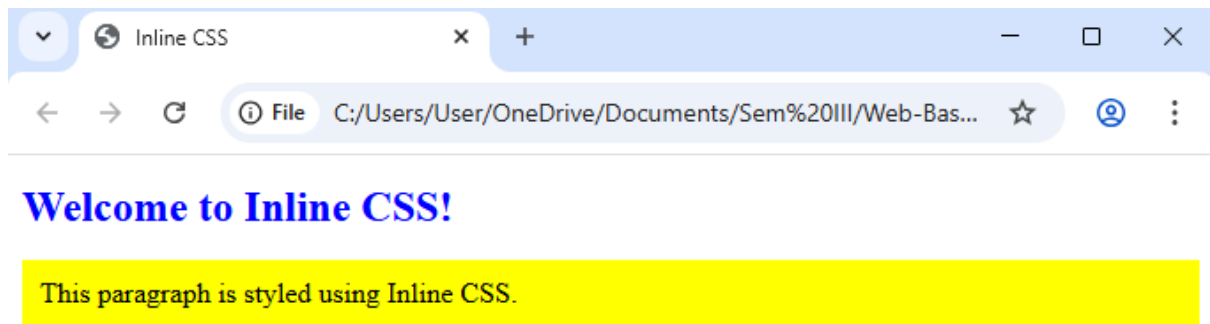 Inline CSS
File C:/Users/User/OneDrive/Documents/Sem%20III/Web-Bas...
Welcome to Inline CSS!
This paragraph is styled using Inline CSS.